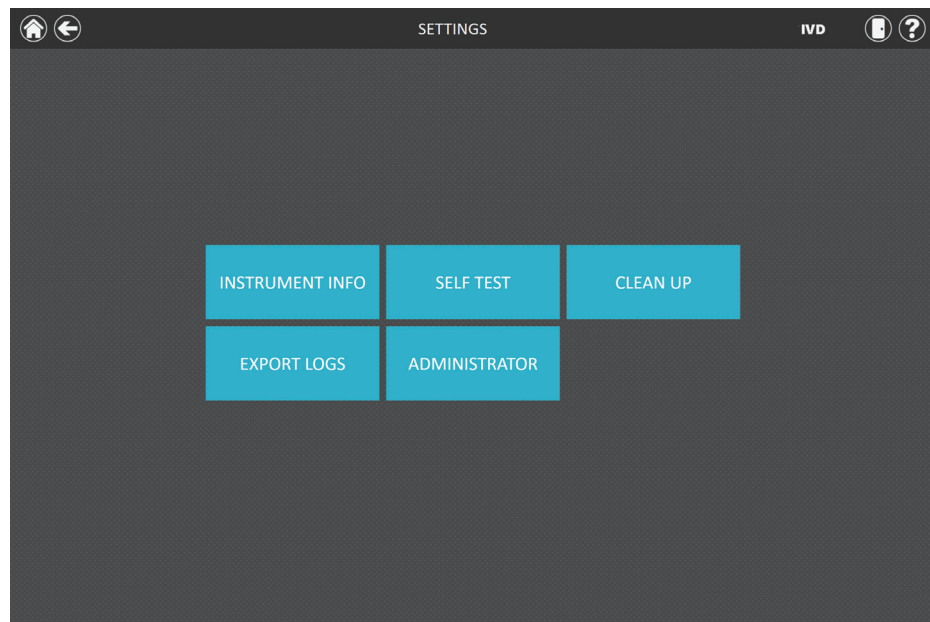 SETTINGS IVD ?
INSTRUMENT INFO SELF TEST CLEAN UP
EXPORT LOGS ADMINISTRATOR